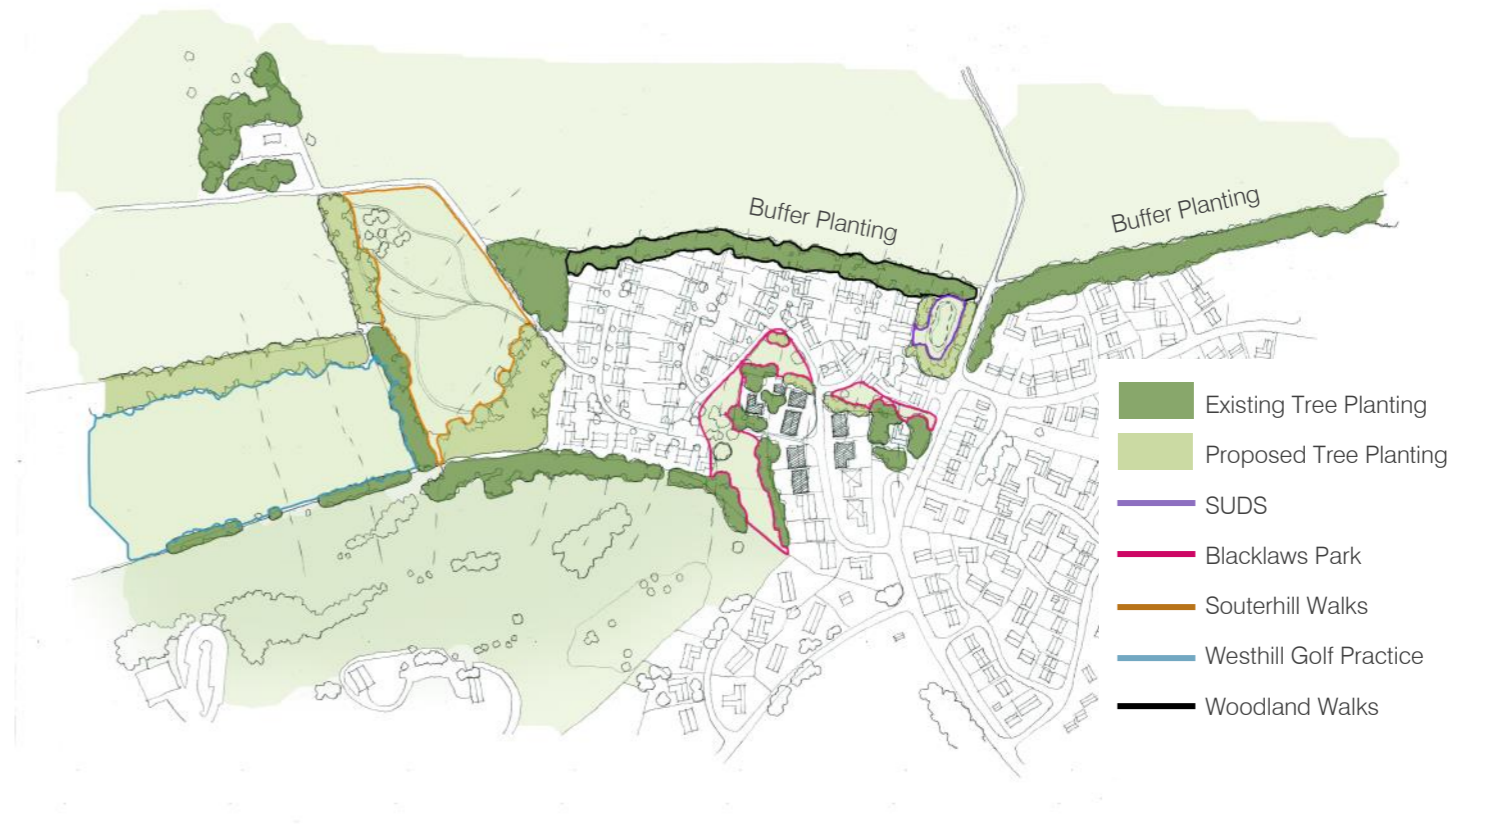 Buffer Planting
Buffer Planting
Existing Tree Planting
Proposed Tree Planting
SUDS
Blacklaws Park
Souterhill Walks
Westhill Golf Practice
Woodland Walks